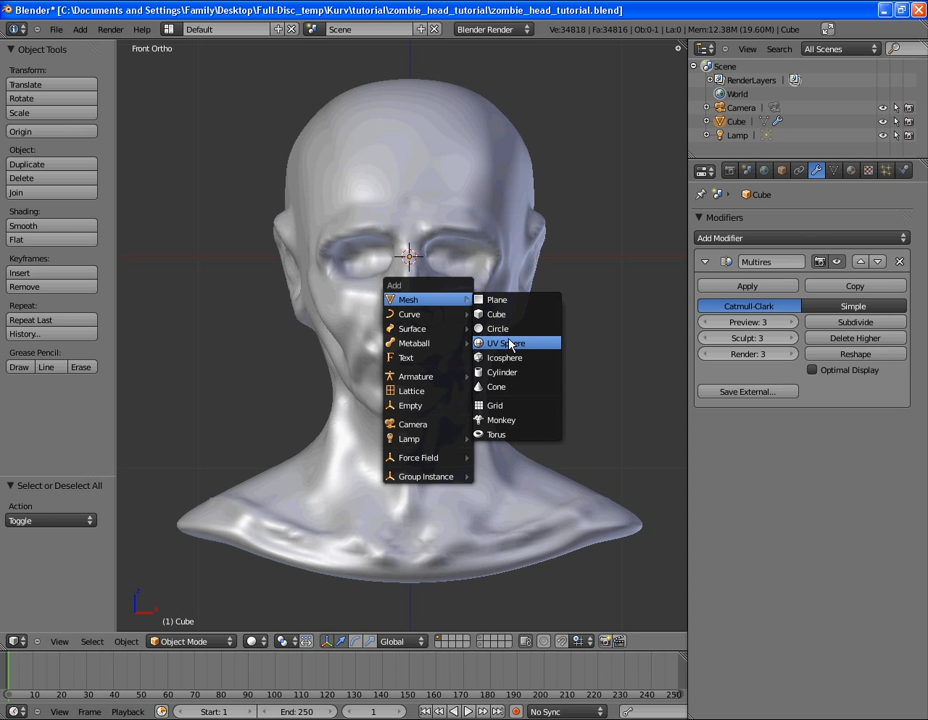 Blender* [C:\Documents and Settings\Family\Desktop\Full-Disc_temp\Kurv\tutorial\zombie_head_tutorial\zombie_head_tutorial.blend]
File Add Render Help Default Scene Blender Render Ve:34818 | Fa:34816 | Ob:0-1 | La:0 | Mem:12.38M (19.60M) | Cube
Object Tools
Transform:
Translate
Rotate
Scale
Origin
Object:
Duplicate
Delete
Join
Shading:
Smooth
Flat
Keyframes:
Insert
Remove
Repeat:
Repeat Last
History...
Grease Pencil:
Draw Line Erase
Select or Deselect All
Action
Toggle
Front Ortho
Add
Mesh
Curve
Surface
Metaball
Text
Armature
Lattice
Empty
Camera
Lamp
Force Field
Group Instance
Plane
Cube
Circle
UV Sphere
Icosphere
Cylinder
Cone
Grid
Monkey
Torus
Z
X
(1) Cube
View Search All Scenes
Scene
RenderLayers |
World
Camera |
Cube |
Lamp |
Cube
Modifiers
Add Modifier
Multires
Apply Copy
Catmull-Clark Simple
Preview: 3 Subdivide
Sculpt: 3 Delete Higher
Render: 3 Reshape
Optimal Display
Save External...
View Select Object Object Mode Global
0 10 20 30 40 50 60 70 80 90 100 110 120 130 140 150 160 170 180 190 200 210 220 230 240 250
View Frame Playback Start: 1 End: 250 1 No Sync